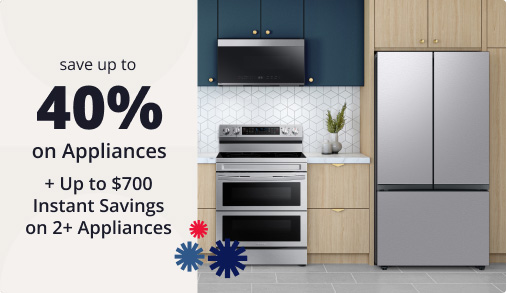 save up to
40%
on Appliances
+ Up to $700
Instant Savings
on 2+ Appliances